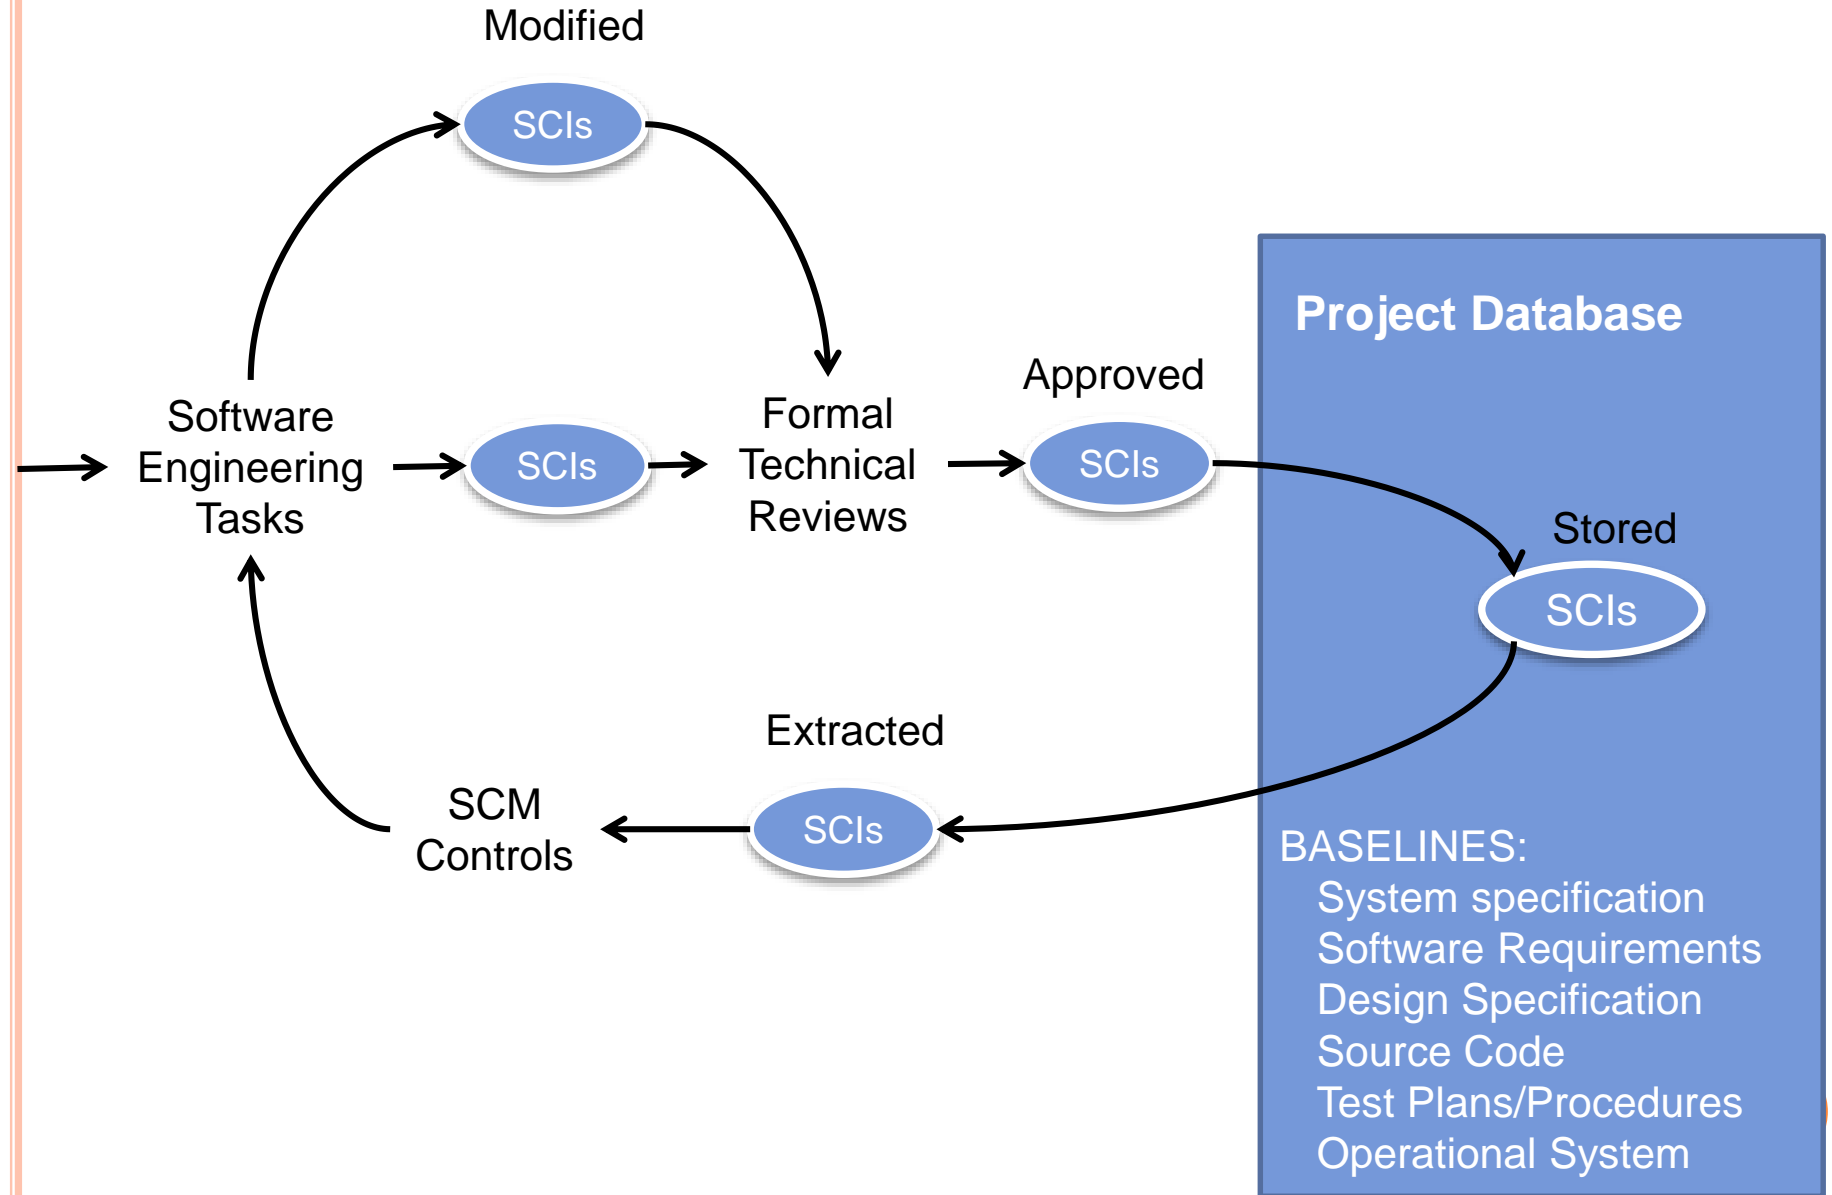 Modified
SCIs
Project Database
Approved
Software
Engineering
Tasks
SCIs
Formal
Technical
Reviews
SCIs
Stored
SCIs
Extracted
SCM
Controls
SCIs
BASELINES:
System specification
Software Requirements
Design Specification
Source Code
Test Plans/Procedures
Operational System